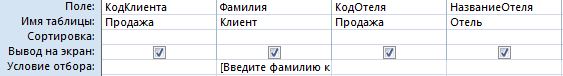 Поле: КодКлиента Фамилия КодОтеля НазваниеОтеля
Имя таблицы: Продажа Клиент Продажа Отель
Сортировка:
Вывод на экран:
Условие отбора: [Введите фамилию к